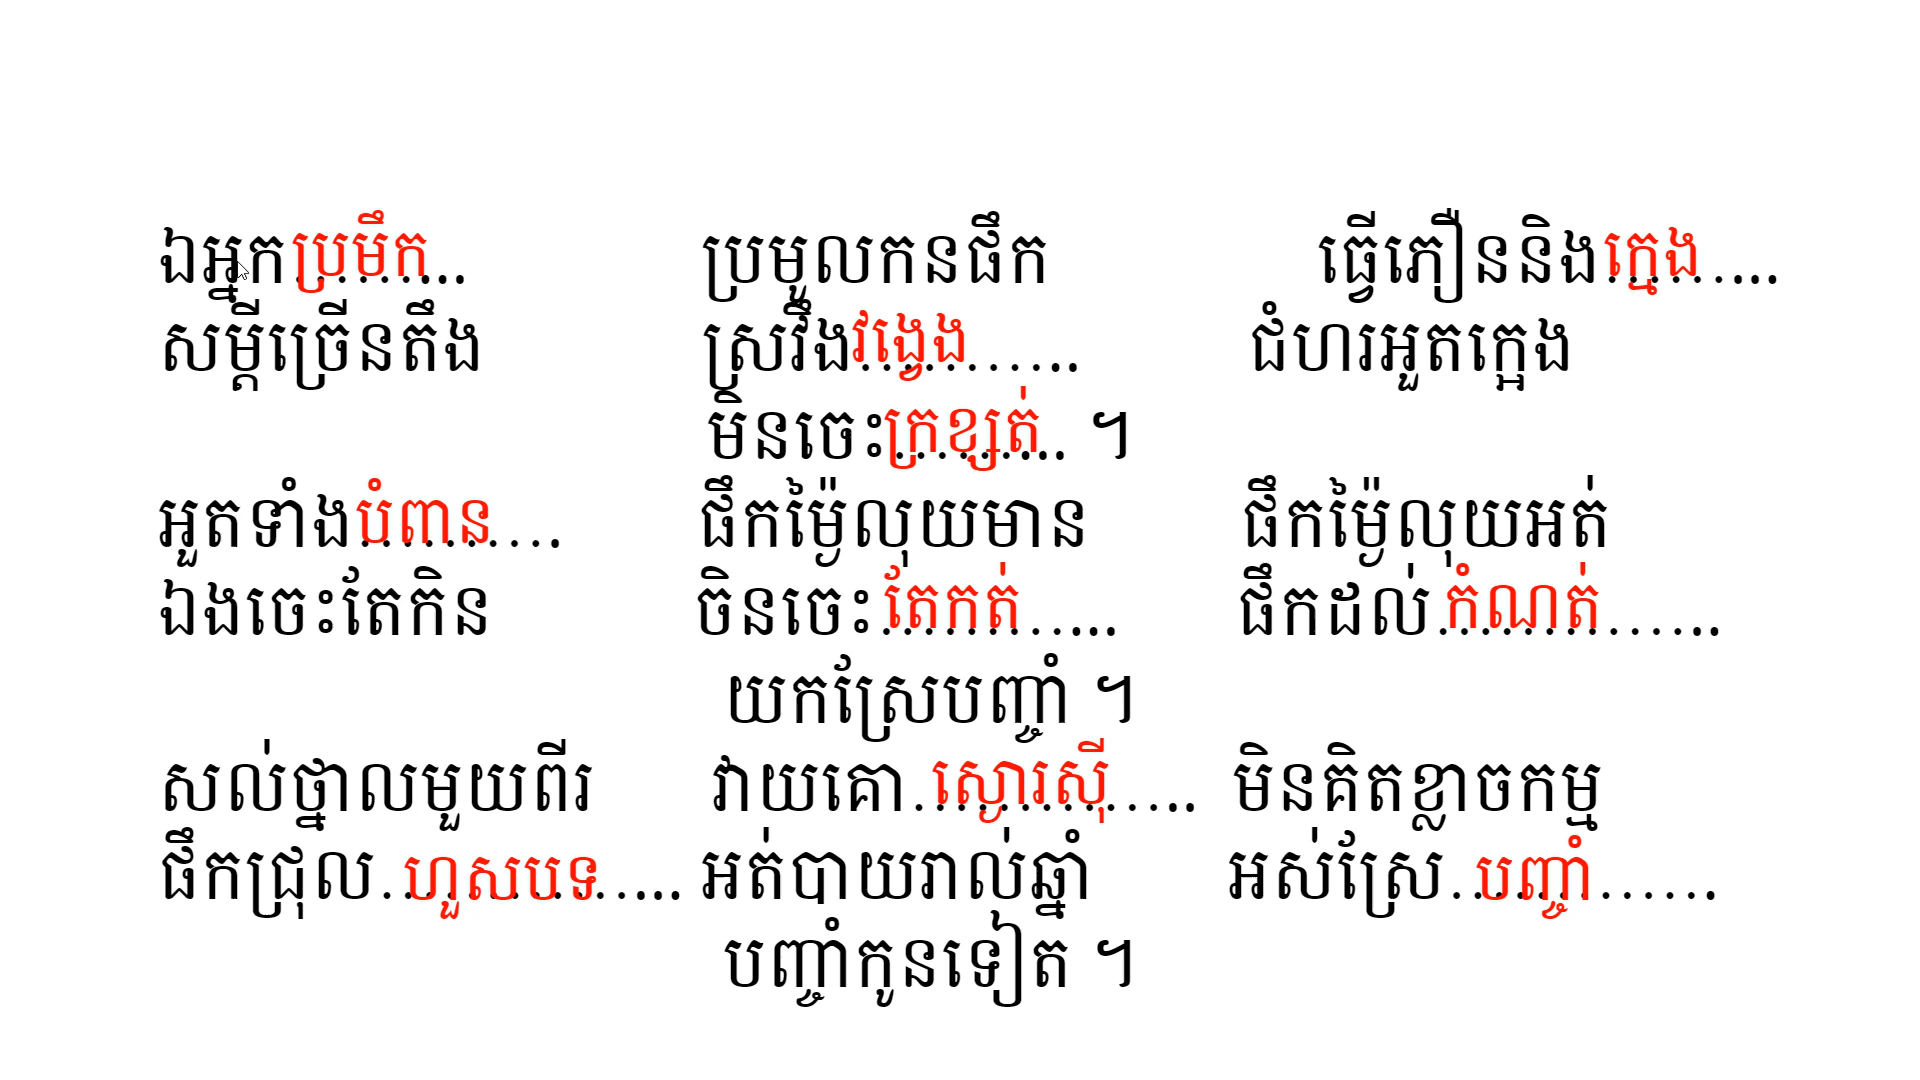 ឯអ្នកប្រមឹក........ ប្រមូលកនផឹក ធ្វើភឿននិងក្មេង........
សម្ដីច្រើនតឹង ស្រវឹងវង្វេង.......... ជំហរអួតក្អេង
មិនចេះក្រខ្សត់........ ។
អួតទាំងបំពាន......... ផឹកម្ង៉ៃលុយមាន ផឹកម្ង៉ៃលុយអត់
ឯងចេះតែកិន ចិនចេះតែកត់.......... ផឹកដល់កំណត់............
យកស្រែបញ្ចាំ ។
សល់ថ្នាលមួយពីរ វាយគោស្ងោរស៊ី............. មិនគិតខ្លាចកម្ម
ផឹកជ្រុលហួសបទ............. អត់បាយរាល់ឆ្នាំ អស់ស្រែបញ្ចាំ............
បញ្ចាំកូនទៀត ។